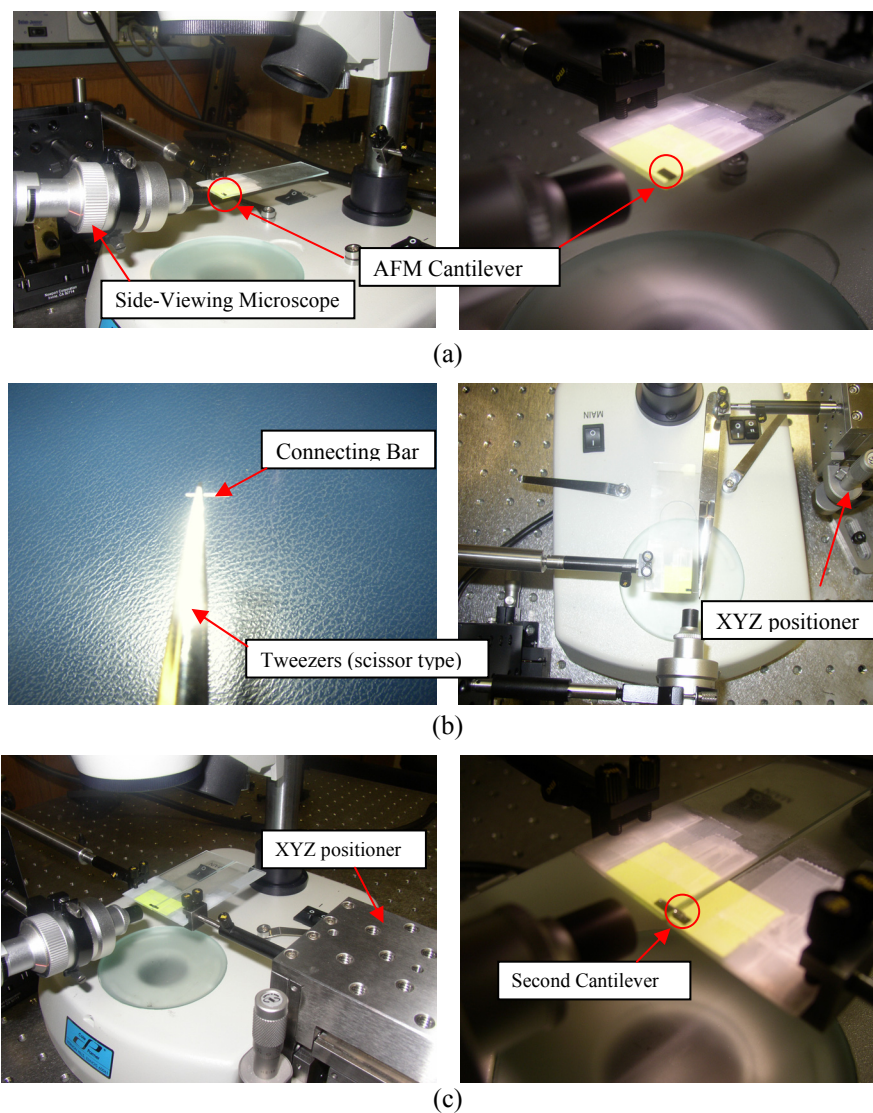 AFM Cantilever
Side-Viewing Microscope
(a)
Connecting Bar
MAIN
XYZ positioner
Tweezers (scissor type)
(b)
XYZ positioner
Second Cantilever
(c)